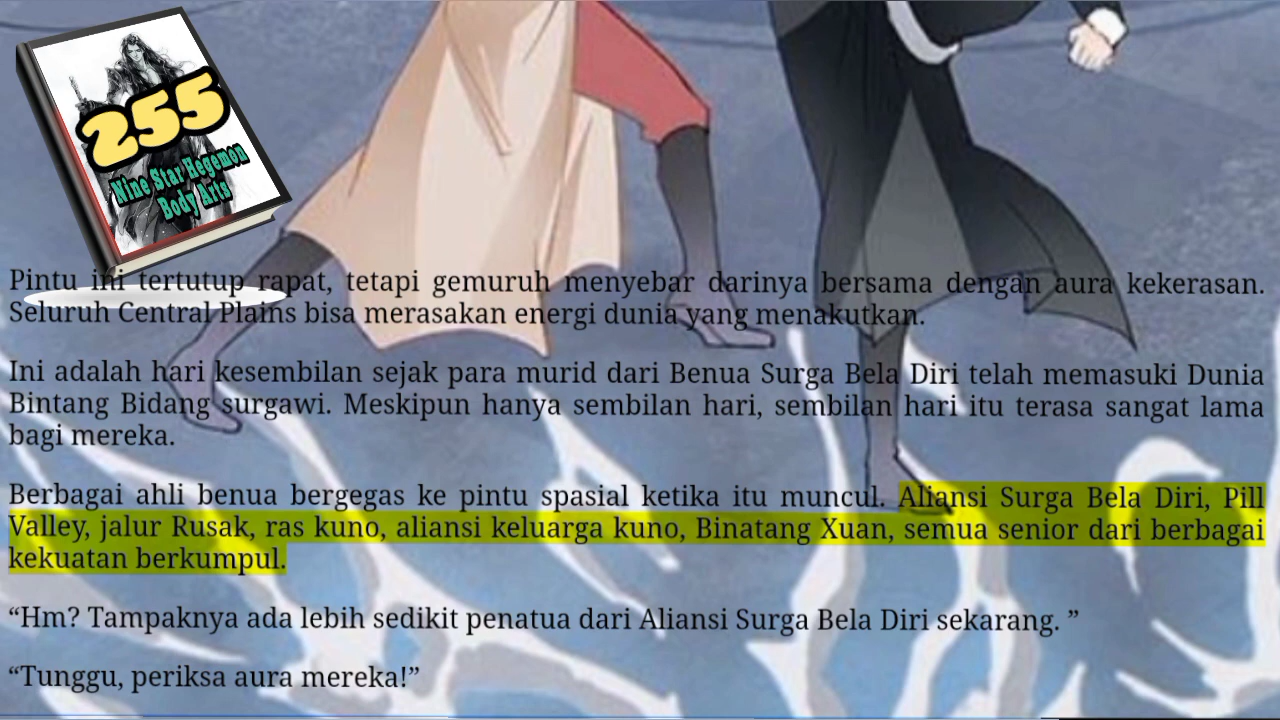 255
Nine Star Hegemon
Body Arts
Pintu ini tertutup rapat, tetapi gemuruh menyebar darinya bersama dengan aura kekerasan.
Seluruh Central Plains bisa merasakan energi dunia yang menakutkan.
Ini adalah hari kesembilan sejak para murid dari Benua Surga Bela Diri telah memasuki Dunia
Bintang Bidang surgawi. Meskipun hanya sembilan hari, sembilan hari itu terasa sangat lama
bagi mereka.
Berbagai ahli benua bergegas ke pintu spasial ketika itu muncul. Aliansi Surga Bela Diri, Pill
Valley, jalur Rusak, ras kuno, aliansi keluarga kuno, Binatang Xuan, semua senior dari berbagai
kekuatan berkumpul.
“Hm? Tampaknya ada lebih sedikit penatua dari Aliansi Surga Bela Diri sekarang. ”
“Tunggu, periksa aura mereka!”